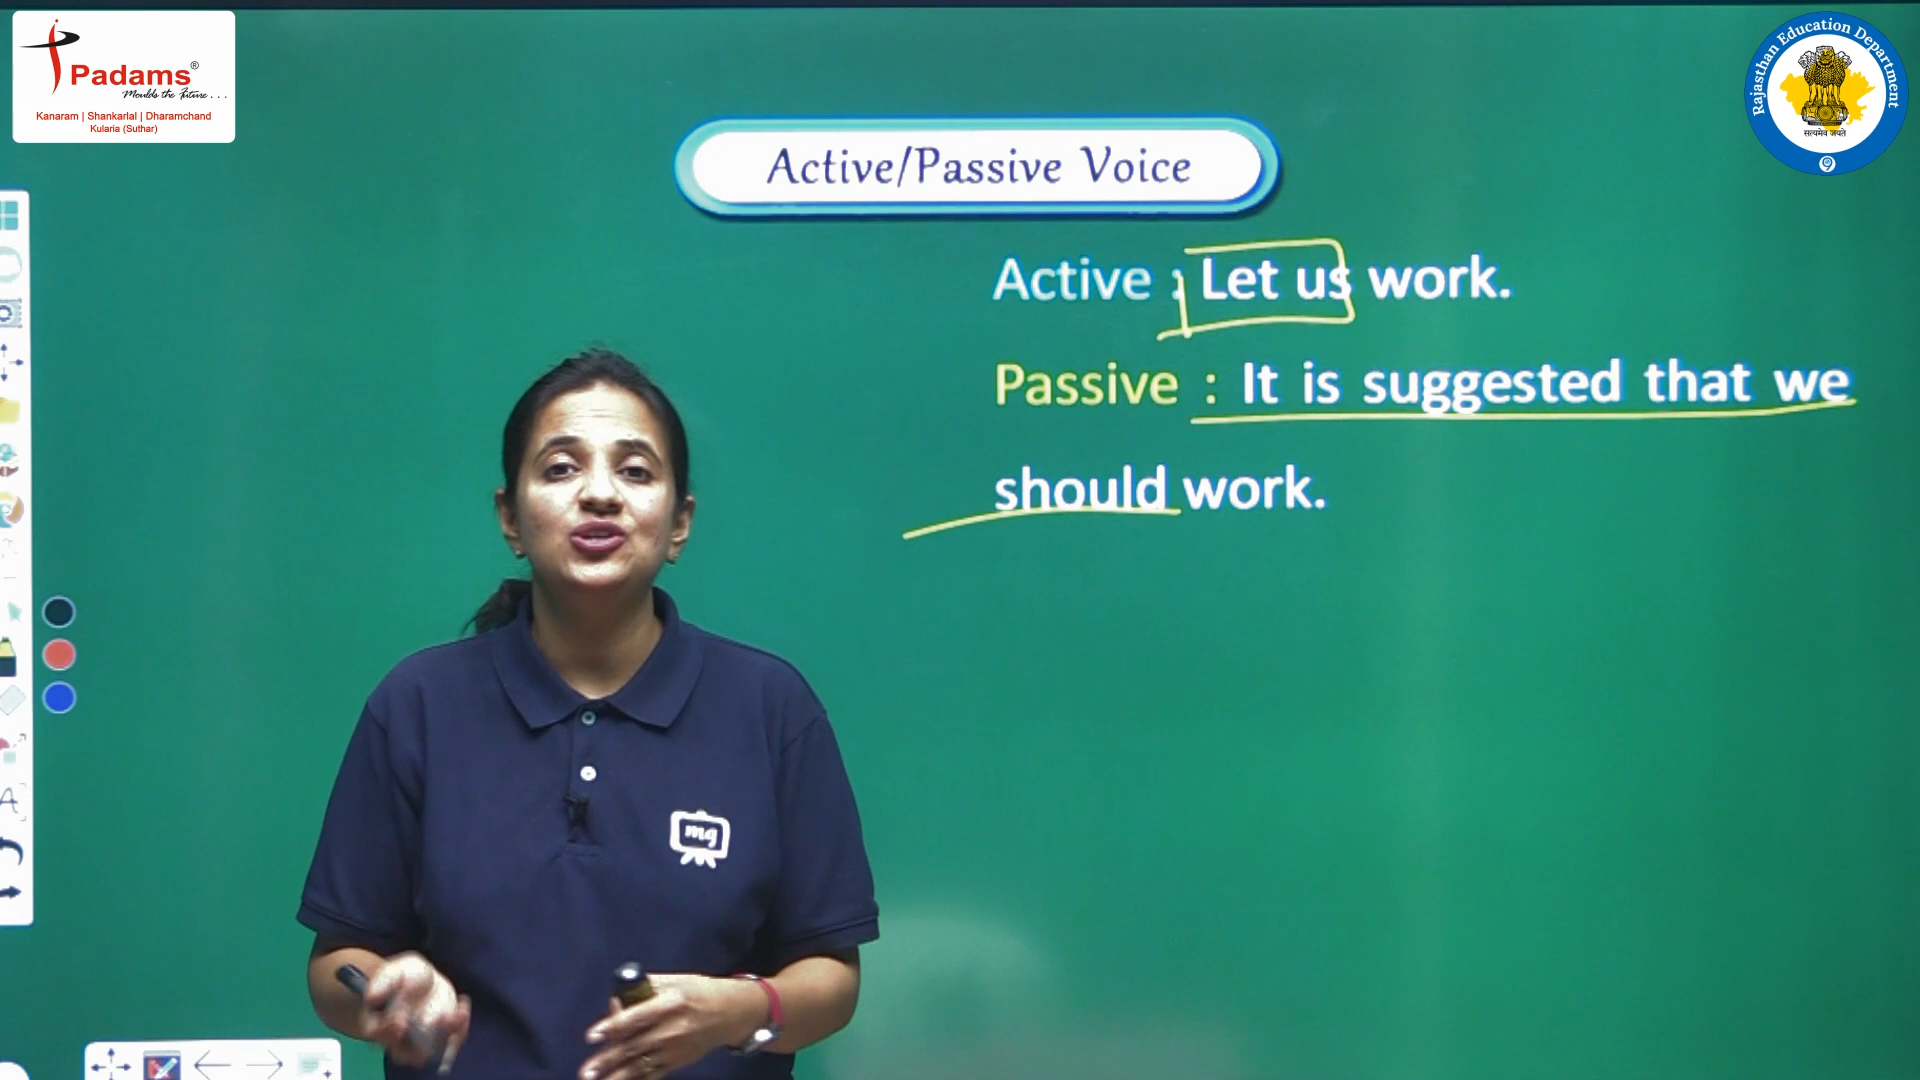 Padams®
Moulds the Future . . .
Kanaram | Shankarlal | Dharamchand
Kularia (Suthar)
Rajasthan Education Department
सत्यमेव जयते
Active/Passive Voice
Active : Let us work.
Passive : It is suggested that we
should work.
mg
A